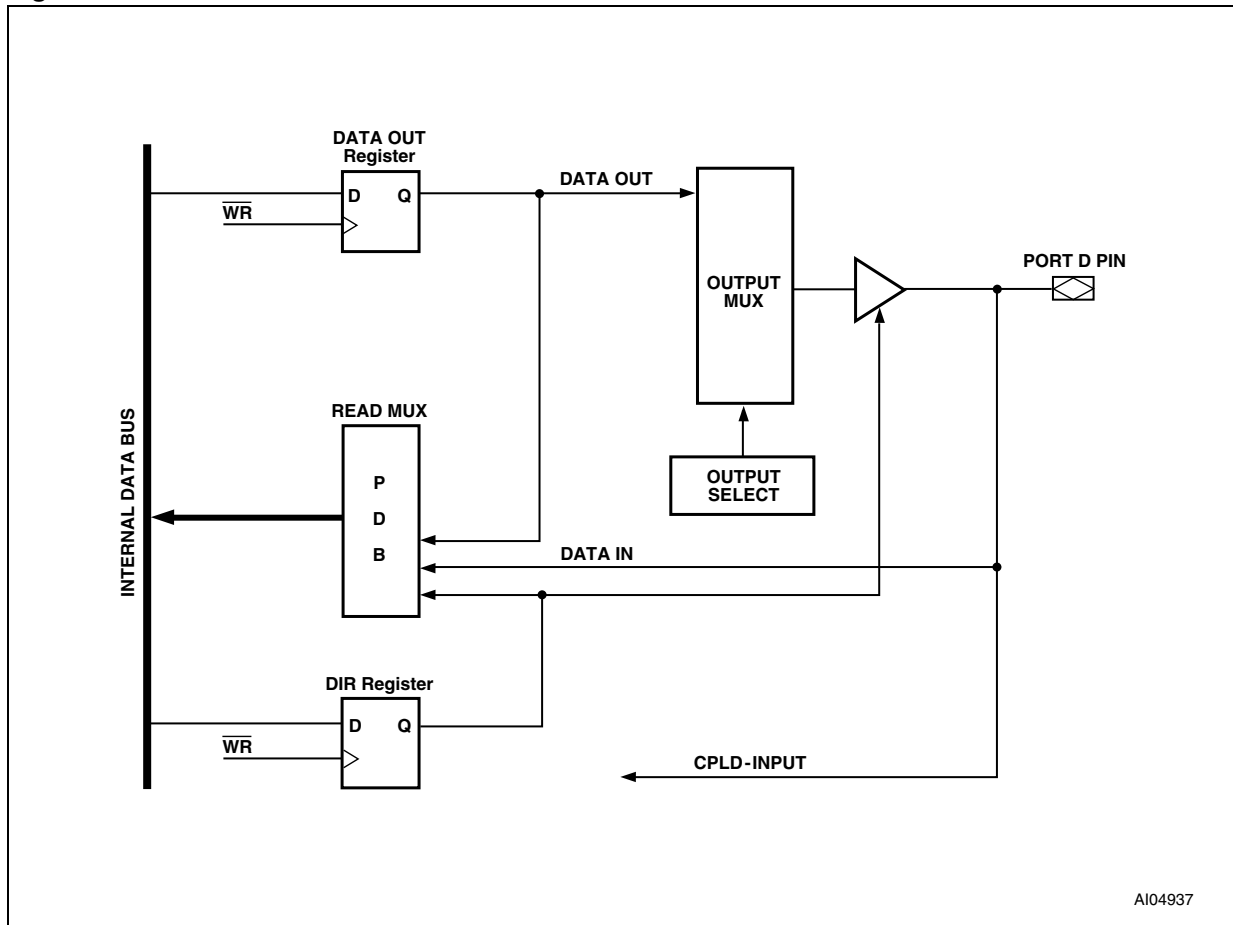 DATA OUT
Register
D Q
WR
DATA OUT
OUTPUT
MUX
PORT D PIN
READ MUX
P
D
B
OUTPUT
SELECT
DATA IN
INTERNAL DATA BUS
DIR Register
D Q
WR
CPLD-INPUT
AI04937